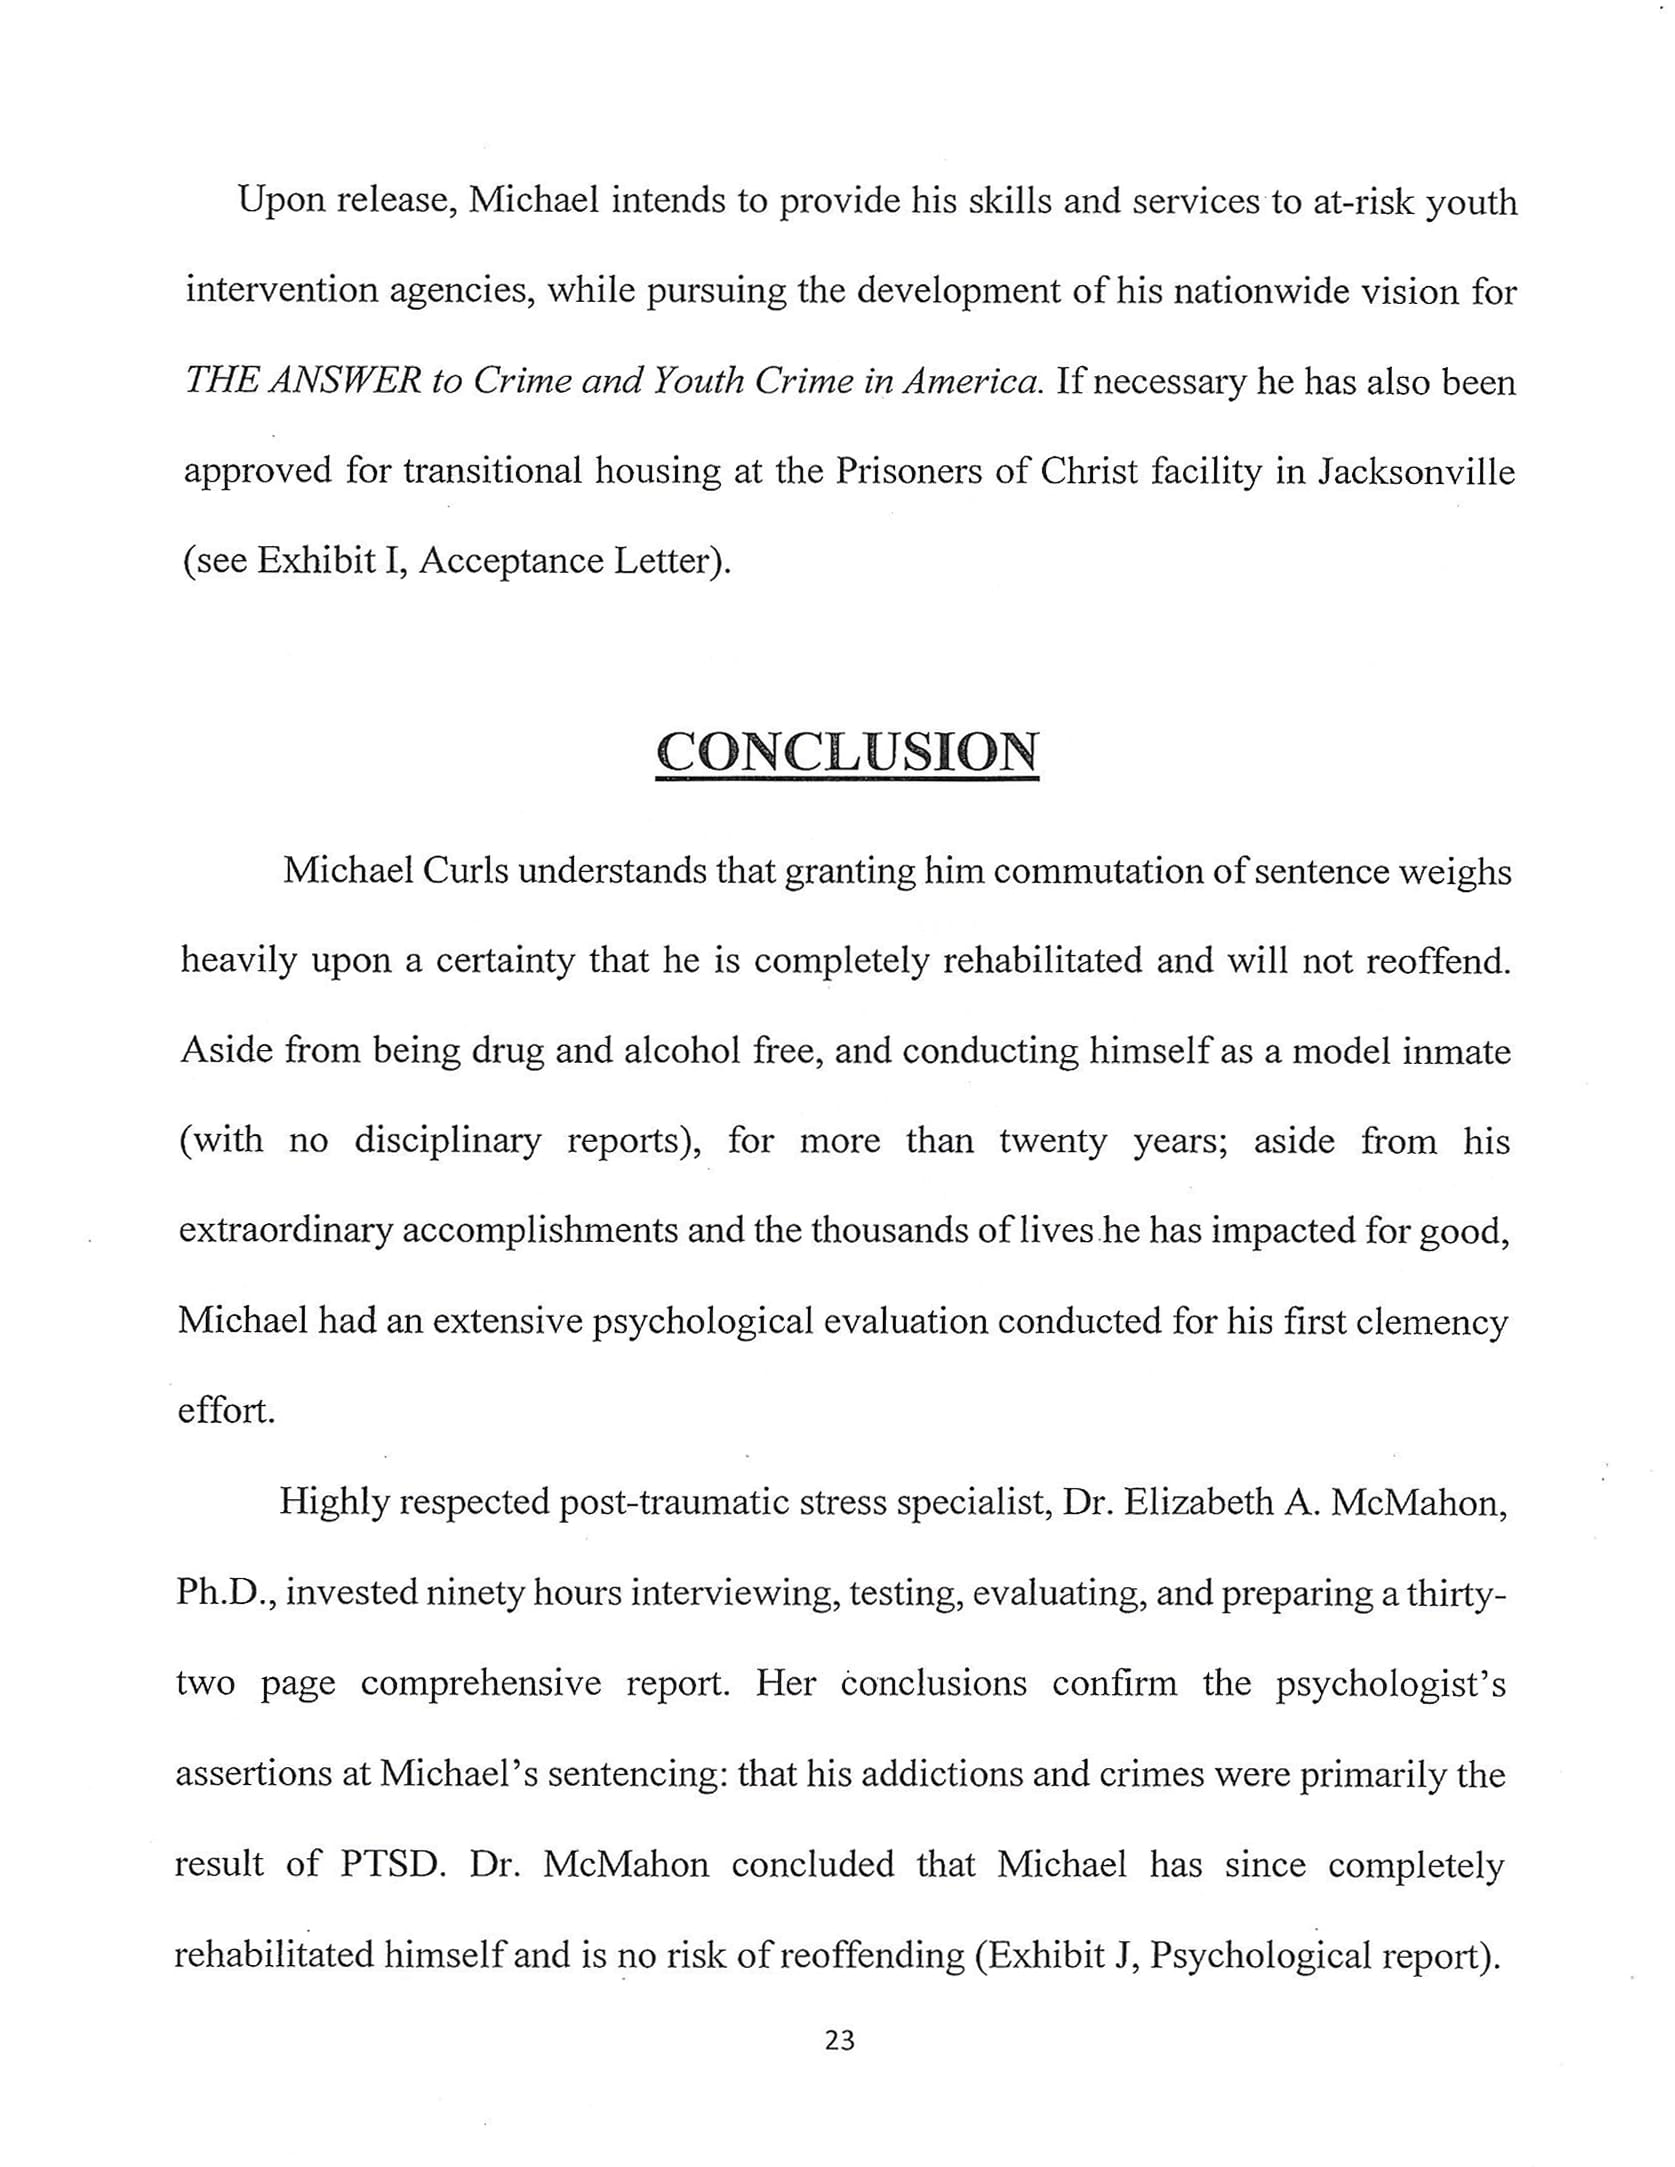 Upon release, Michael intends to provide his skills and services to at-risk youth
intervention agencies, while pursuing the development of his nationwide vision for
THE ANSWER to Crime and Youth Crime in America. If necessary he has also been
approved for transitional housing at the Prisoners of Christ facility in Jacksonville
(see Exhibit I, Acceptance Letter).
CONCLUSION
Michael Curls understands that granting him commutation of sentence weighs
heavily upon a certainty that he is completely rehabilitated and will not reoffend.
Aside from being drug and alcohol free, and conducting himself as a model inmate
(with no disciplinary reports), for more than twenty years; aside from his
extraordinary accomplishments and the thousands of lives he has impacted for good,
Michael had an extensive psychological evaluation conducted for his first clemency
effort.
Highly respected post-traumatic stress specialist, Dr. Elizabeth A. McMahon,
Ph.D., invested ninety hours interviewing, testing, evaluating, and preparing a thirty-
two page comprehensive report. Her conclusions confirm the psychologist's
assertions at Michael's sentencing: that his addictions and crimes were primarily the
result of PTSD. Dr. McMahon concluded that Michael has since completely
rehabilitated himself and is no risk of reoffending (Exhibit J, Psychological report).
23